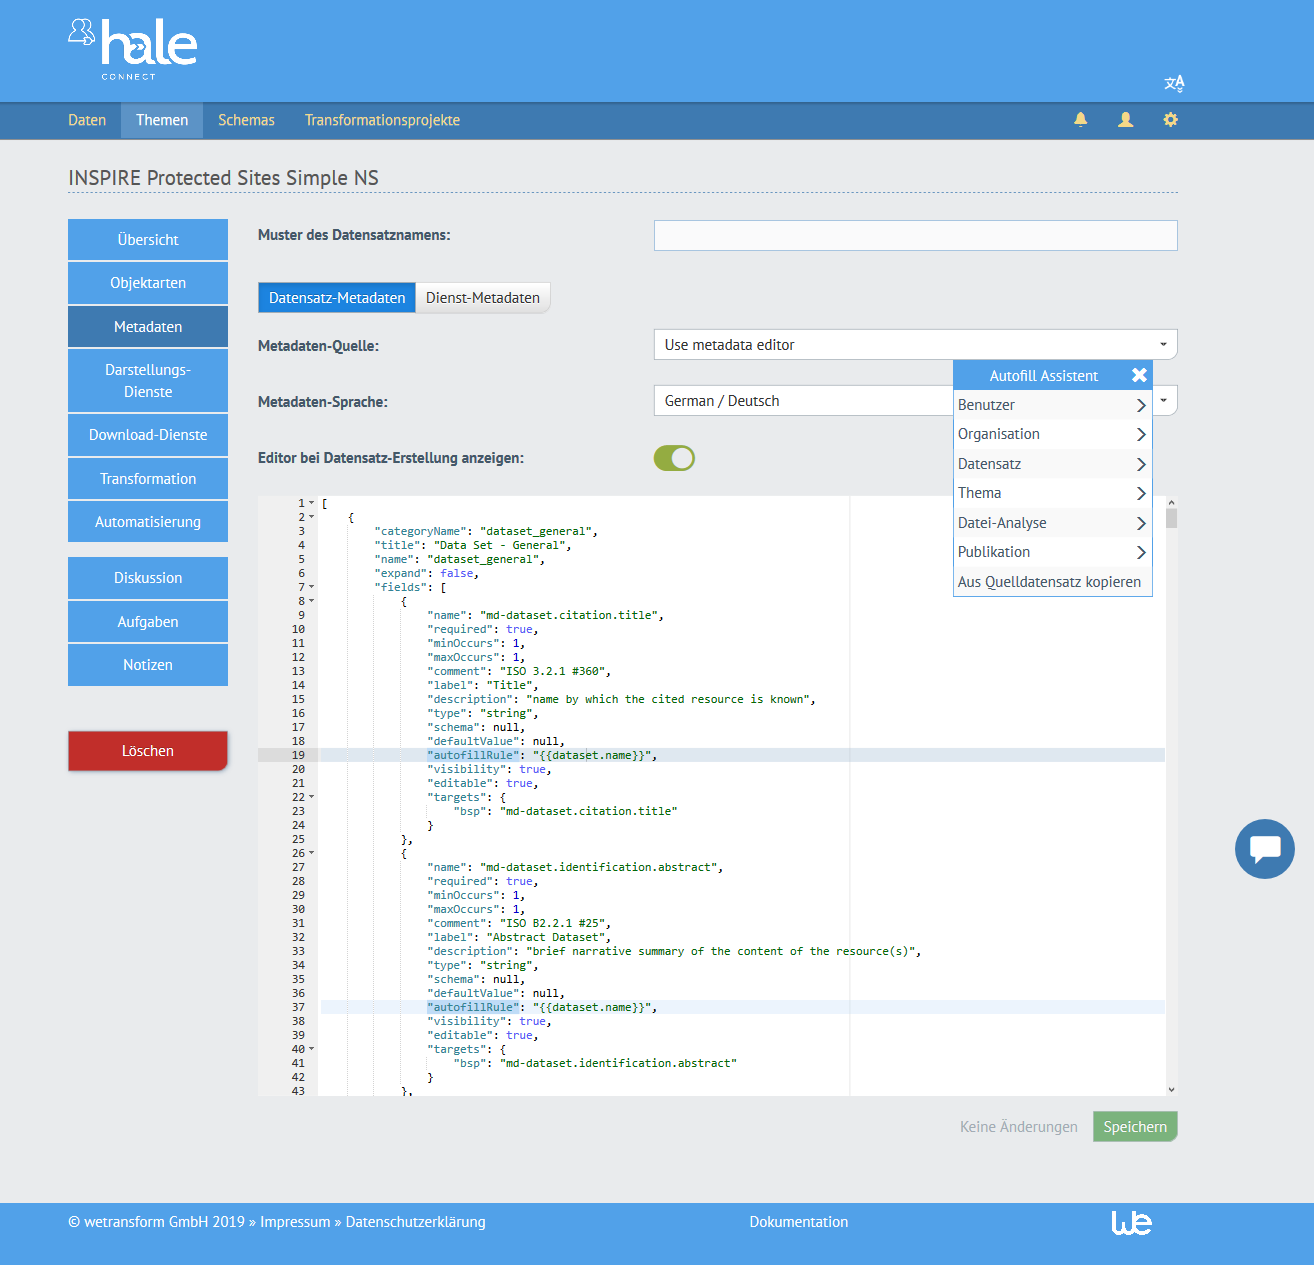 hale
CONNECT
Daten Themen Schemas Transformationsprojekte
INSPIRE Protected Sites Simple NS
Übersicht
Objektarten
Metadaten
Darstellungs-
Dienste
Download-Dienste
Transformation
Automatisierung
Diskussion
Aufgaben
Notizen
Löschen
Muster des Datensatznamens:
Datensatz-Metadaten Dienst-Metadaten
Metadaten-Quelle: Use metadata editor
Metadaten-Sprache: German / Deutsch
Editor bei Datensatz-Erstellung anzeigen:
Autofill Assistent
Benutzer
Organisation
Datensatz
Thema
Datei-Analyse
Publikation
Aus Quelldatensatz kopieren
1 [
2 {
3 "categoryName": "dataset_general",
4 "title": "Data Set - General",
5 "name": "dataset_general",
6 "expand": false,
7 "fields": [
8 {
9 "name": "md-dataset.citation.title",
10 "required": true,
11 "minOccurs": 1,
12 "maxOccurs": 1,
13 "comment": "ISO 3.2.1 #360",
14 "label": "Title",
15 "description": "name by which the cited resource is known",
16 "type": "string",
17 "schema": null,
18 "defaultValue": null,
19 "autofillRule": "{{dataset.name}}",
20 "visibility": true,
21 "editable": true,
22 "targets": {
23 "bsp": "md-dataset.citation.title"
24 }
25 },
26 {
27 "name": "md-dataset.identification.abstract",
28 "required": true,
29 "minOccurs": 1,
30 "maxOccurs": 1,
31 "comment": "ISO B2.2.1 #25",
32 "label": "Abstract Dataset",
33 "description": "brief narrative summary of the content of the resource(s)",
34 "type": "string",
35 "schema": null,
36 "defaultValue": null,
37 "autofillRule": "{{dataset.name}}",
38 "visibility": true,
39 "editable": true,
40 "targets": {
41 "bsp": "md-dataset.identification.abstract"
42 }
43 },
Keine Änderungen Speichern
© wetransform GmbH 2019 » Impressum » Datenschutzerklärung Dokumentation we